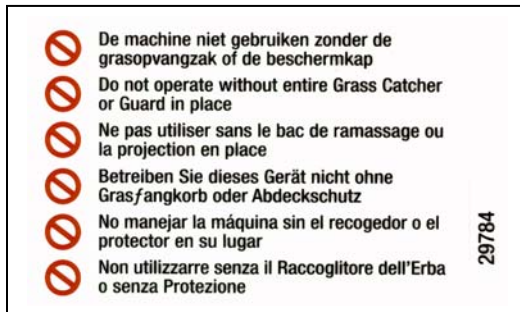 De machine niet gebruiken zonder de
grasopvangzak of de beschermkap
Do not operate without entire Grass Catcher
or Guard in place
Ne pas utiliser sans le bac de ramassage ou
la projection en place
Betreiben Sie dieses Gerät nicht ohne
Grasƒangkorb oder Abdeckschutz
No manejar la máquina sin el recogedor o el
protector en su lugar
Non utilizzarre senza il Raccoglitore dell'Erba
o senza Protezione
29784